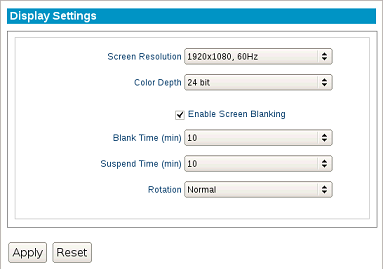 Display Settings
Screen Resolution 1920x1080, 60Hz
Color Depth 24 bit
Enable Screen Blanking
Blank Time (min) 10
Suspend Time (min) 10
Rotation Normal
Apply Reset